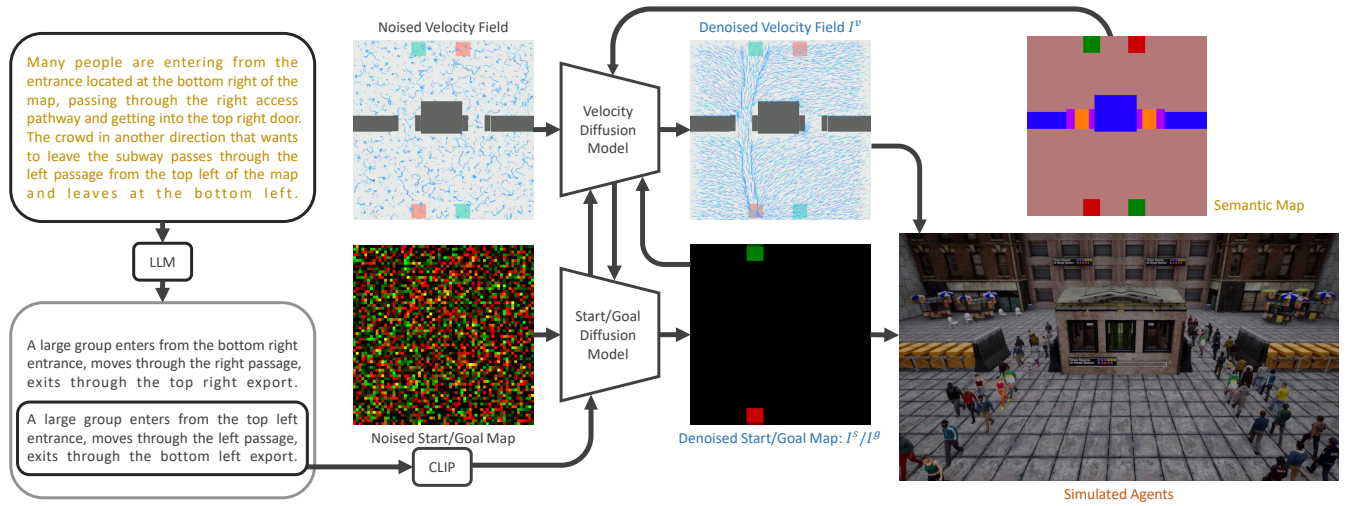 Many people are entering from the
entrance located at the bottom right of the
map, passing through the right access
pathway and getting into the top right door.
The crowd in another direction that wants
to leave the subway passes through the
left passage from the top left of the map
and leaves at the bottom left.
LLM
A large group enters from the bottom right
entrance, moves through the right passage,
exits through the top right export.
A large group enters from the top left
entrance, moves through the left passage,
exits through the bottom left export.
CLIP
Noised Velocity Field
Velocity
Diffusion
Model
Denoised Velocity Field I^v
Semantic Map
Start/Goal
Diffusion
Model
Noised Start/Goal Map
Denoised Start/Goal Map: I^s/I^g
Simulated Agents